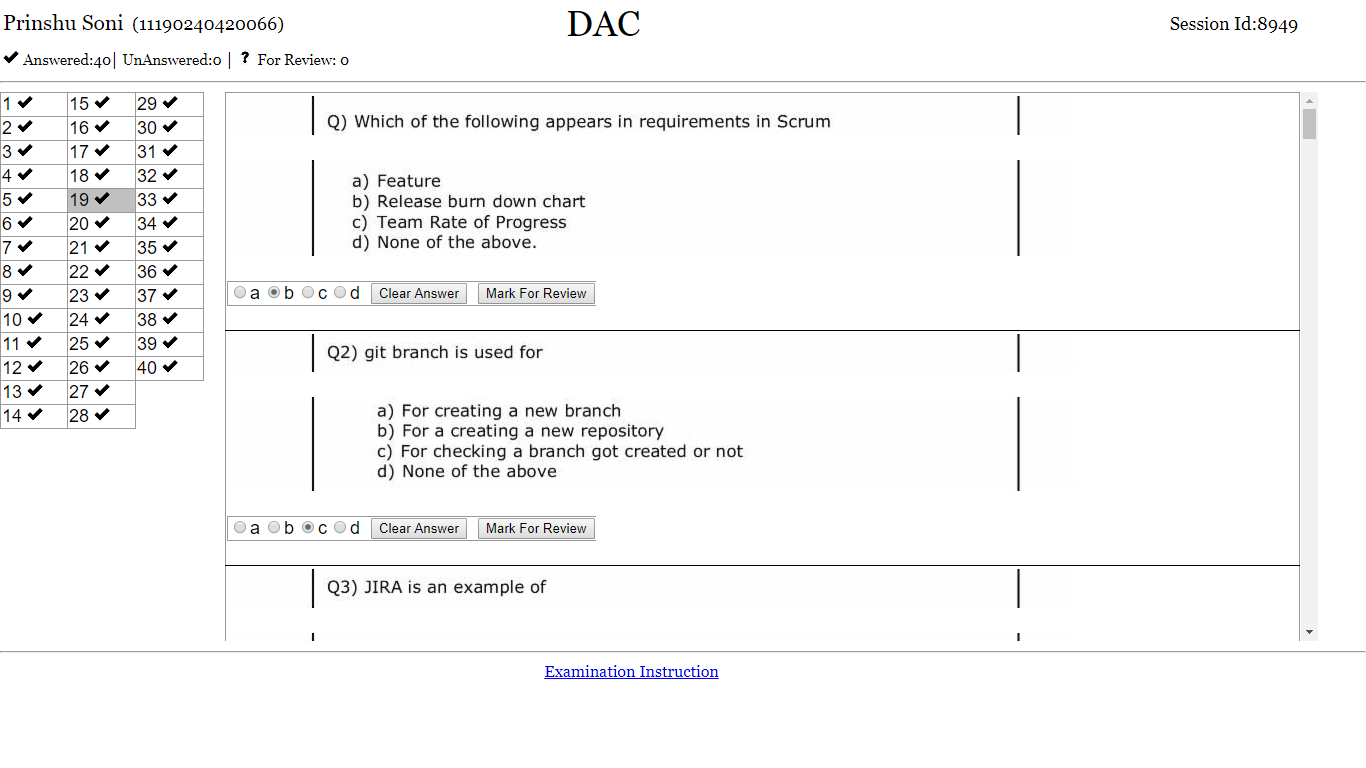 Prinshu Soni (11190240420066) DAC Session Id:8949
✔ Answered:40| UnAnswered:0 | ? For Review: 0
1 ✔ 15 ✔ 29 ✔
2 ✔ 16 ✔ 30 ✔
3 ✔ 17 ✔ 31 ✔
4 ✔ 18 ✔ 32 ✔
5 ✔ 19 ✔ 33 ✔
6 ✔ 20 ✔ 34 ✔
7 ✔ 21 ✔ 35 ✔
8 ✔ 22 ✔ 36 ✔
9 ✔ 23 ✔ 37 ✔
10 ✔ 24 ✔ 38 ✔
11 ✔ 25 ✔ 39 ✔
12 ✔ 26 ✔ 40 ✔
13 ✔ 27 ✔
14 ✔ 28 ✔
Q) Which of the following appears in requirements in Scrum
a) Feature
b) Release burn down chart
c) Team Rate of Progress
d) None of the above.
a b c d Clear Answer Mark For Review
Q2) git branch is used for
a) For creating a new branch
b) For a creating a new repository
c) For checking a branch got created or not
d) None of the above
a b c d Clear Answer Mark For Review
Q3) JIRA is an example of
Examination Instruction